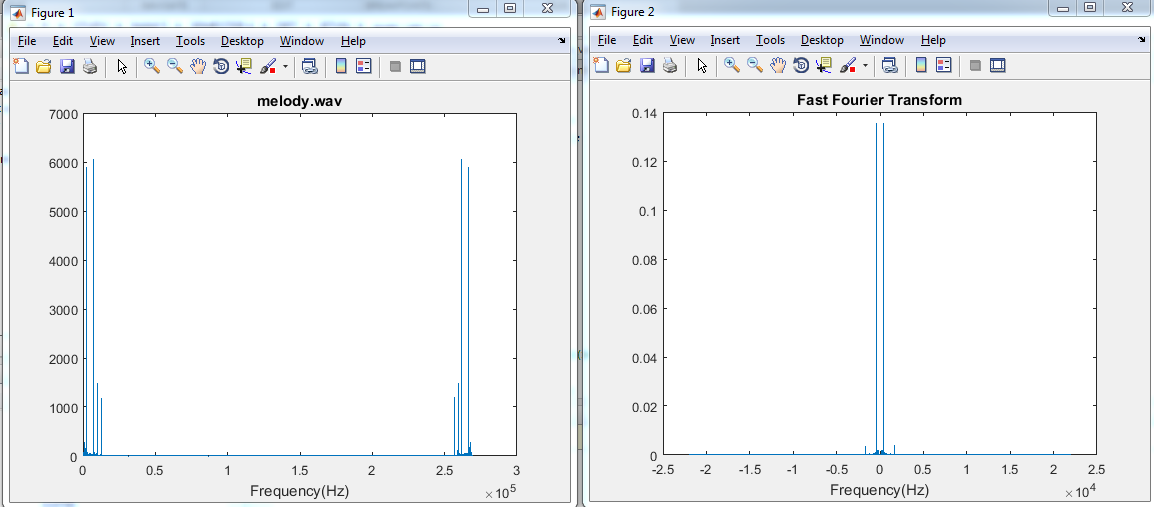 Figure 1
File Edit View Insert Tools Desktop Window Help
melody.wav
7000
6000
5000
4000
3000
2000
1000
0
0 0.5 1 1.5 2 2.5 3
Frequency(Hz)
×10^5
Figure 2
File Edit View Insert Tools Desktop Window Help
Fast Fourier Transform
0.14
0.12
0.1
0.08
0.06
0.04
0.02
0
-2.5 -2 -1.5 -1 -0.5 0 0.5 1 1.5 2 2.5
Frequency(Hz)
×10^4